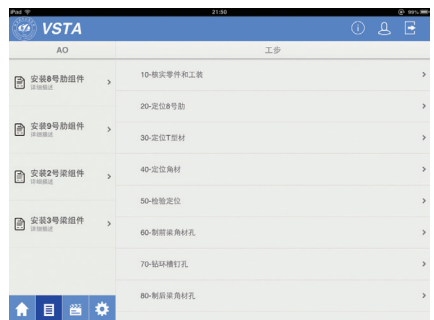 iPad 21:50 99%
VSTA
AO 工步
安装8号肋组件
详细描述
安装9号肋组件
详细描述
安装2号梁组件
详细描述
安装3号梁组件
详细描述
10-核实零件和工装
20-定位8号肋
30-定位T型材
40-定位角材
50-检验定位
60-制前梁角材孔
70-钻环槽钉孔
80-制后梁角材孔